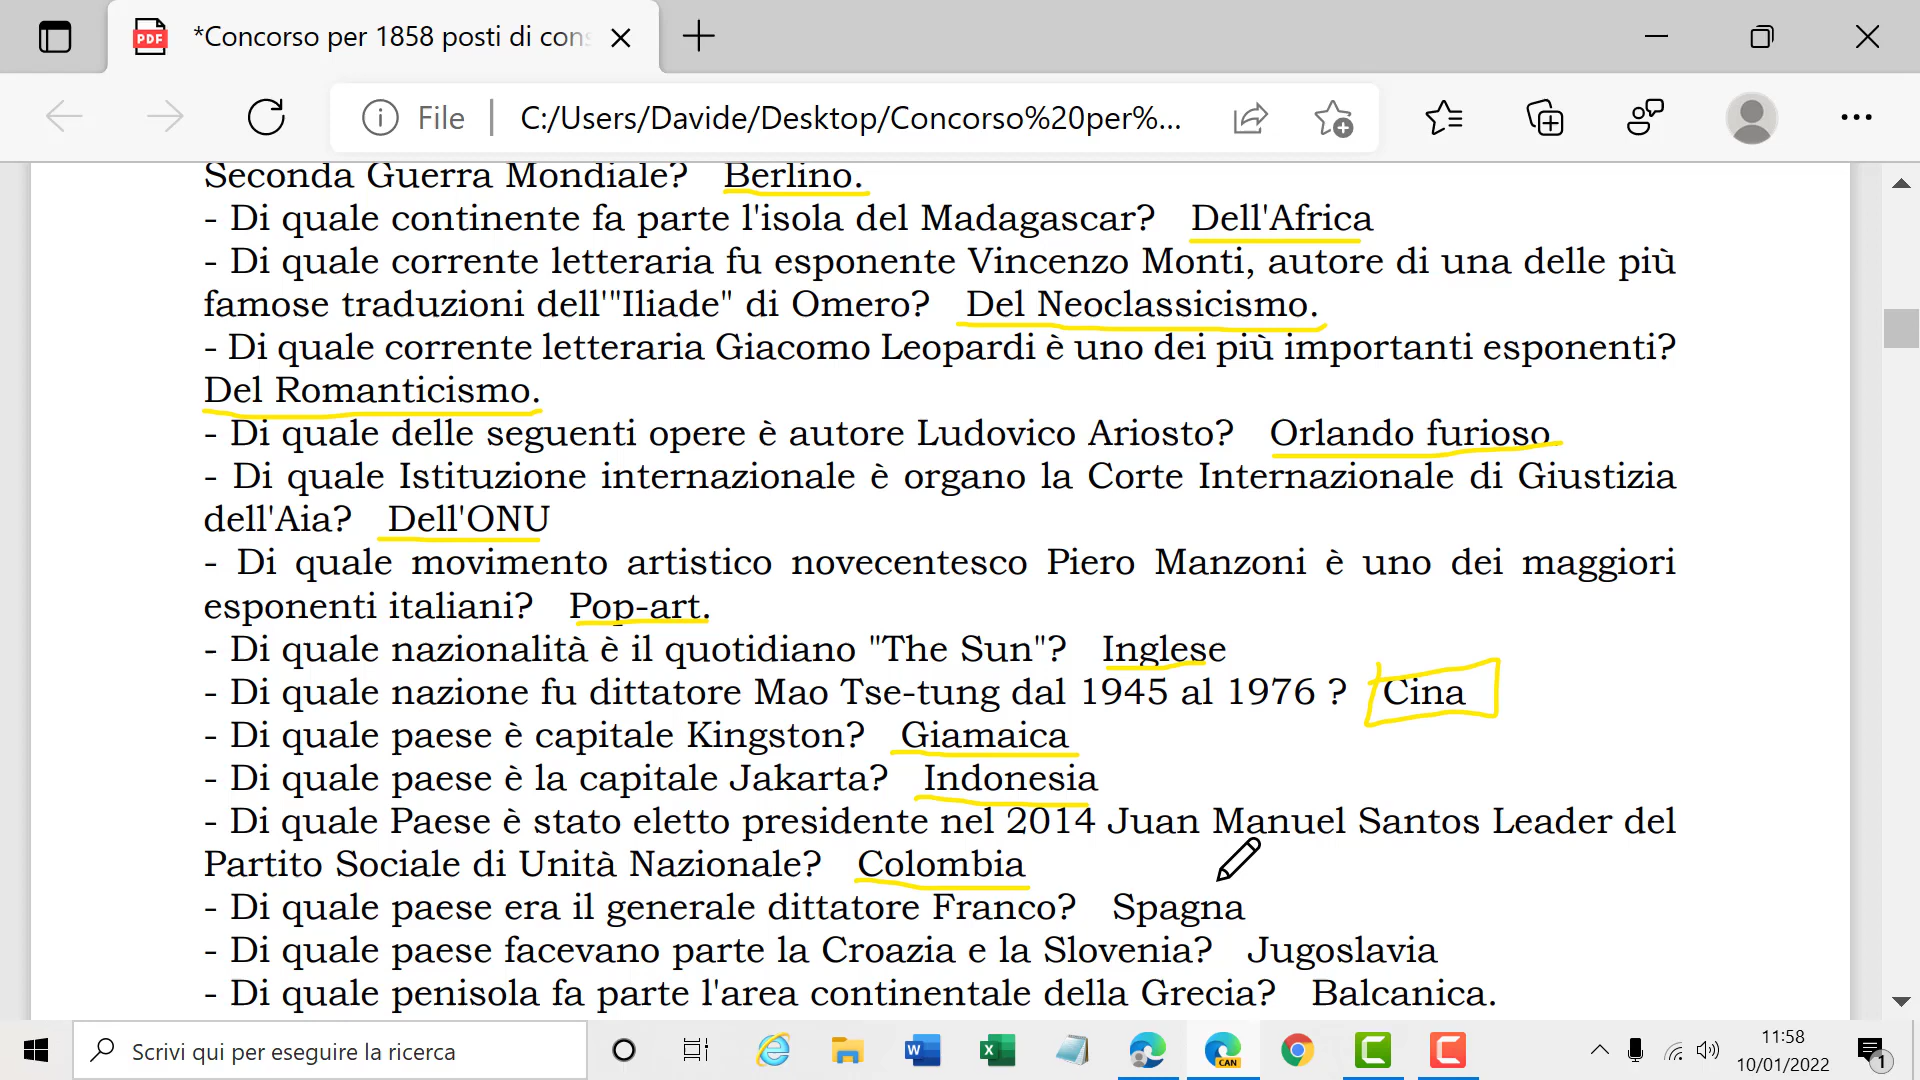 *Concorso per 1858 posti di con
File
C:/Users/Davide/Desktop/Concorso%20per%...
Seconda Guerra Mondiale? Berlino.
- Di quale continente fa parte l'isola del Madagascar? Dell'Africa
- Di quale corrente letteraria fu esponente Vincenzo Monti, autore di una delle più
famose traduzioni dell'"Iliade" di Omero? Del Neoclassicismo.
- Di quale corrente letteraria Giacomo Leopardi è uno dei più importanti esponenti?
Del Romanticismo.
- Di quale delle seguenti opere è autore Ludovico Ariosto? Orlando furioso.
- Di quale Istituzione internazionale è organo la Corte Internazionale di Giustizia
dell'Aia? Dell'ONU
- Di quale movimento artistico novecentesco Piero Manzoni è uno dei maggiori
esponenti italiani? Pop-art.
- Di quale nazionalità è il quotidiano "The Sun"? Inglese
- Di quale nazione fu dittatore Mao Tse-tung dal 1945 al 1976 ? Cina
- Di quale paese è capitale Kingston? Giamaica
- Di quale paese è la capitale Jakarta? Indonesia
- Di quale Paese è stato eletto presidente nel 2014 Juan Manuel Santos Leader del
Partito Sociale di Unità Nazionale? Colombia
- Di quale paese era il generale dittatore Franco? Spagna
- Di quale paese facevano parte la Croazia e la Slovenia? Jugoslavia
- Di quale penisola fa parte l'area continentale della Grecia? Balcanica.
Scrivi qui per eseguire la ricerca
11:58
10/01/2022